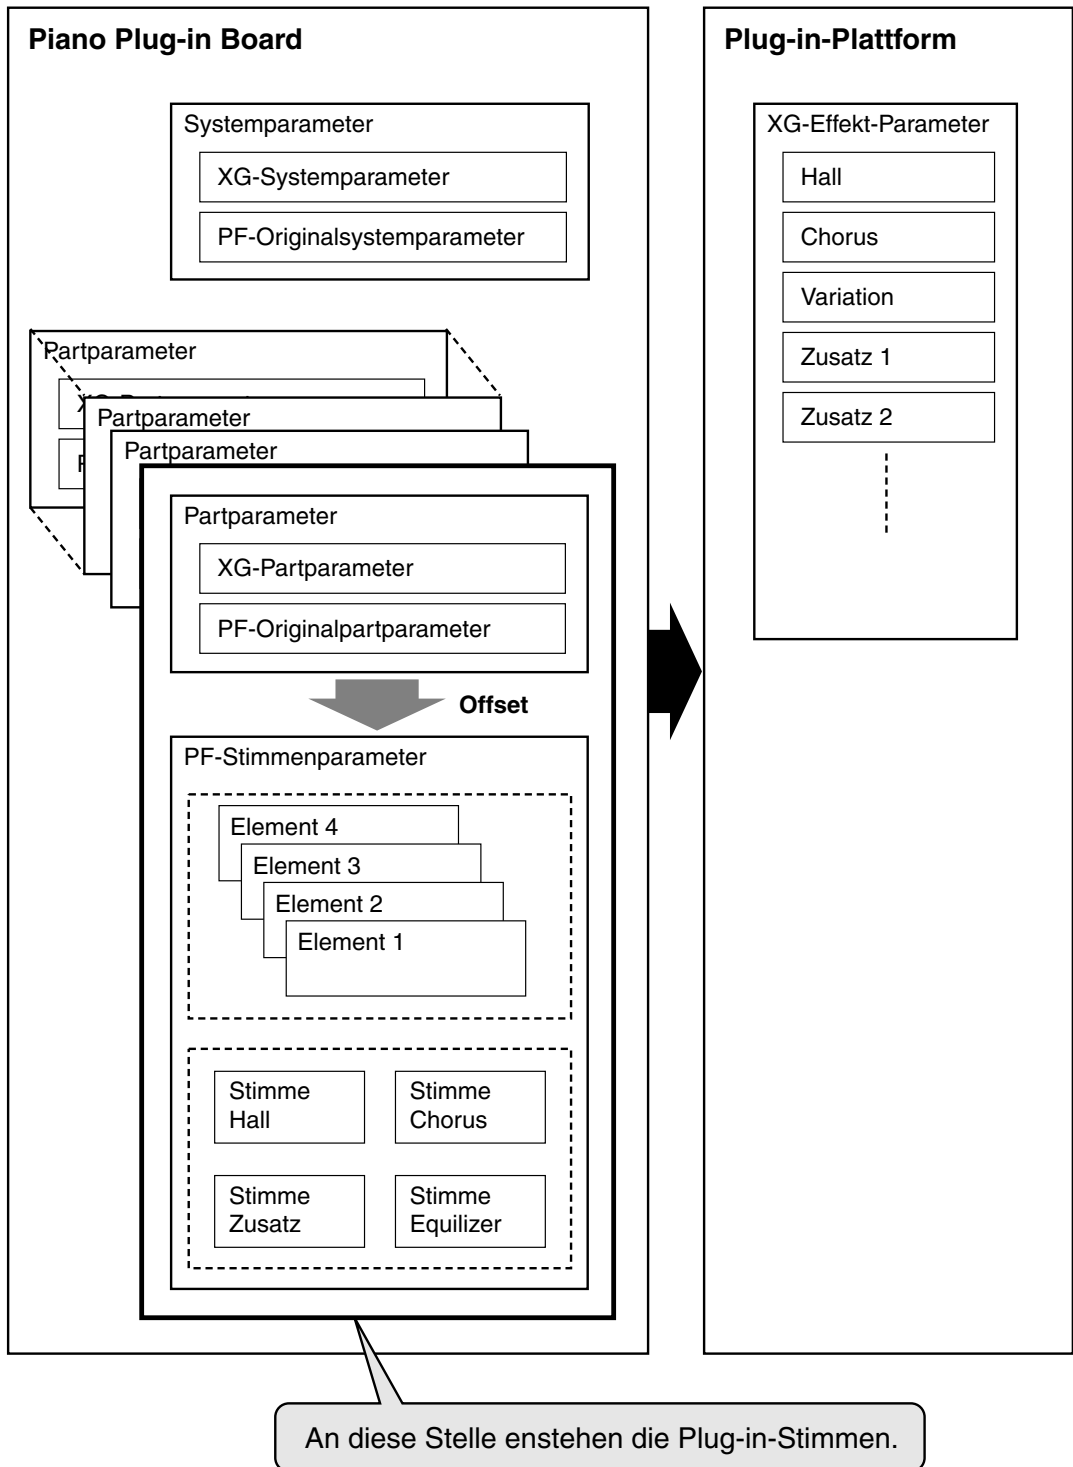 Piano Plug-in Board
Systemparameter
XG-Systemparameter
PF-Originalsystemparameter
Partparameter
Partparameter
Partparameter
Partparameter
XG-Partparameter
PF-Originalpartparameter
Offset
PF-Stimmenparameter
Element 4
Element 3
Element 2
Element 1
Stimme
Hall
Stimme
Chorus
Stimme
Zusatz
Stimme
Equilizer
An diese Stelle enstehen die Plug-in-Stimmen.
Plug-in-Plattform
XG-Effekt-Parameter
Hall
Chorus
Variation
Zusatz 1
Zusatz 2